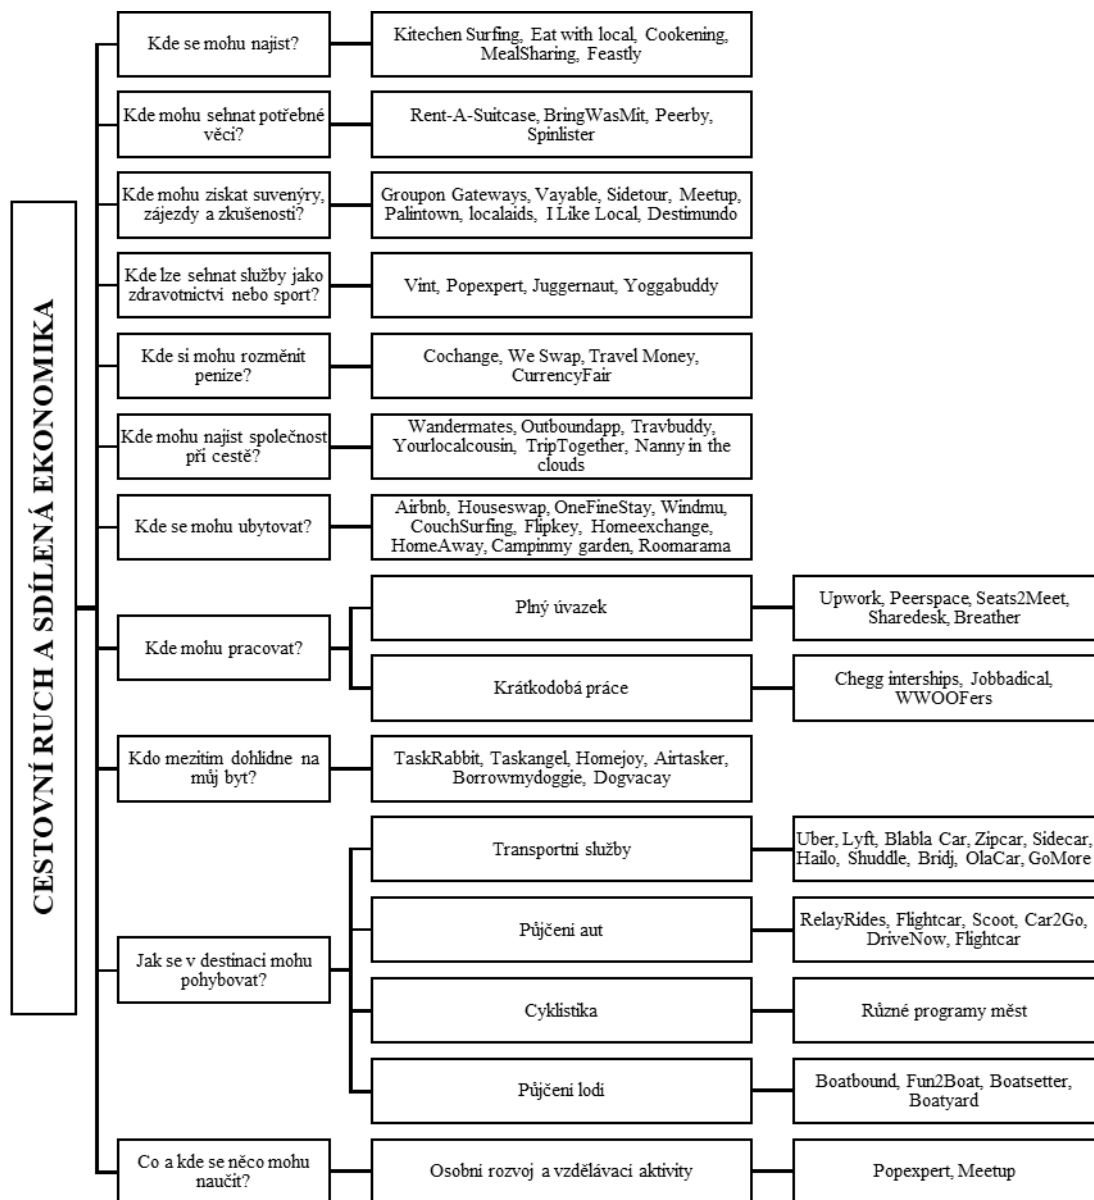 CESTOVNÍ RUCH A SDÍLENÁ EKONOMIKA
Kde se mohu najíst?
Kitechen Surfing, Eat with local, Cookening,
MealSharing, Feastly
Kde mohu sehnat potřebné
věci?
Rent-A-Suitcase, BringWasMit, Peerby,
Spinlister
Kde mohu získat suvenýry,
zájezdy a zkušenosti?
Groupon Gateways, Vayable, Sidetour, Meetup,
Palintown, localaids, I Like Local, Destimundo
Kde lze sehnat služby jako
zdravotnictví nebo sport?
Vint, Popexpert, Juggernaut, Yoggabuddy
Kde si mohu rozměnit
peníze?
Cochange, We Swap, Travel Money,
CurrencyFair
Kde mohu najíst společnost
při cestě?
Wandermates, Outboundapp, Travbuddy,
Yourlocalcousin, TripTogether, Nanny in the
clouds
Kde se mohu ubytovat?
Airbnb, Houseswap, OneFineStay, Windmu,
CouchSurfing, Flipkey, Homeexchange,
HomeAway, Campinmy garden, Roomarama
Kde mohu pracovat?
Plný úvazek
Upwork, Peerspace, Seats2Meet,
Sharedesk, Breather
Krátkodobá práce
Chegg interships, Jobbadical,
WWOOFers
Kdo mezitím dohlídne na
můj byt?
TaskRabbit, Taskangel, Homejoy, Airtasker,
Borrowmydoggie, Dogvacay
Jak se v destinaci mohu
pohybovat?
Transportní služby
Uber, Lyft, Blabla Car, Zipcar, Sidecar,
Hailo, Shuddle, Bridj, OlaCar, GoMore
Půjčení aut
RelayRides, Flightcar, Scoot, Car2Go,
DriveNow, Flightcar
Cyklistika
Různé programy měst
Půjčení lodí
Boatbound, Fun2Boat, Boatsetter,
Boatyard
Co a kde se něco mohu
naučit?
Osobní rozvoj a vzdělávací aktivity
Popexpert, Meetup